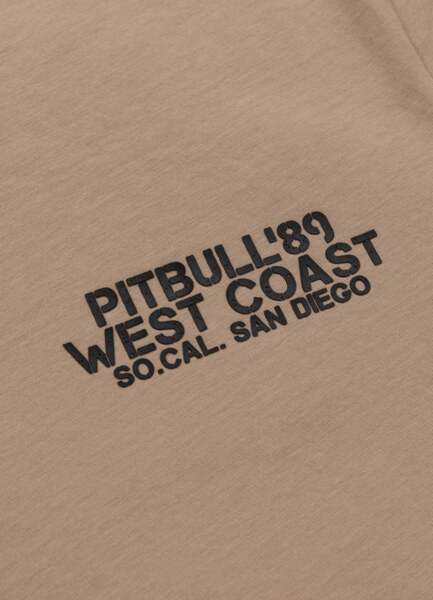 PITBULL'89
WEST COAST
SO.CAL. SAN DIEGO